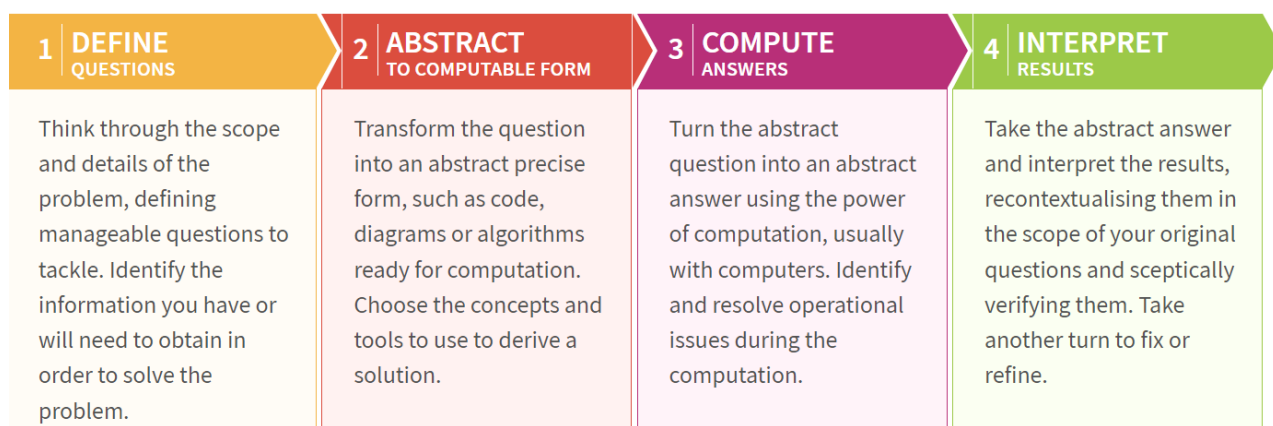 1 DEFINE
QUESTIONS
Think through the scope
and details of the
problem, defining
manageable questions to
tackle. Identify the
information you have or
will need to obtain in
order to solve the
problem.
2 ABSTRACT
TO COMPUTABLE FORM
Transform the question
into an abstract precise
form, such as code,
diagrams or algorithms
ready for computation.
Choose the concepts and
tools to use to derive a
solution.
3 COMPUTE
ANSWERS
Turn the abstract
question into an abstract
answer using the power
of computation, usually
with computers. Identify
and resolve operational
issues during the
computation.
4 INTERPRET
RESULTS
Take the abstract answer
and interpret the results,
recontextualising them in
the scope of your original
questions and sceptically
verifying them. Take
another turn to fix or
refine.